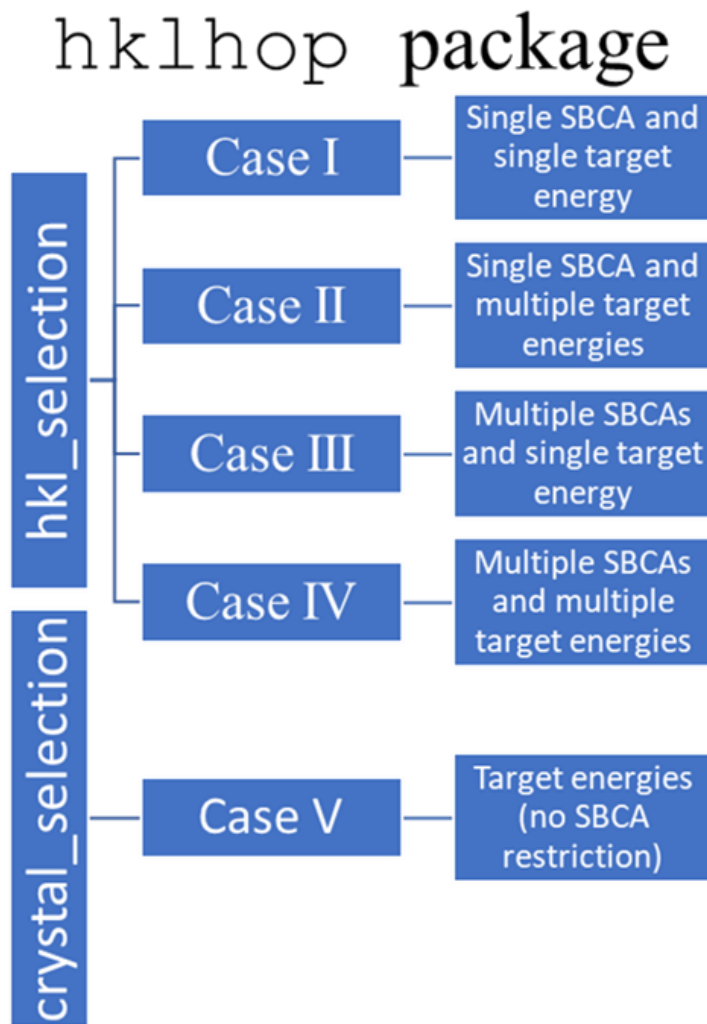 hklhop package
hkl_selection
Case I
Single SBCA and
single target
energy
Case II
Single SBCA and
multiple target
energies
Case III
Multiple SBCAs
and single target
energy
Case IV
Multiple SBCAs
and multiple
target energies
crystal_selection
Case V
Target energies
(no SBCA
restriction)